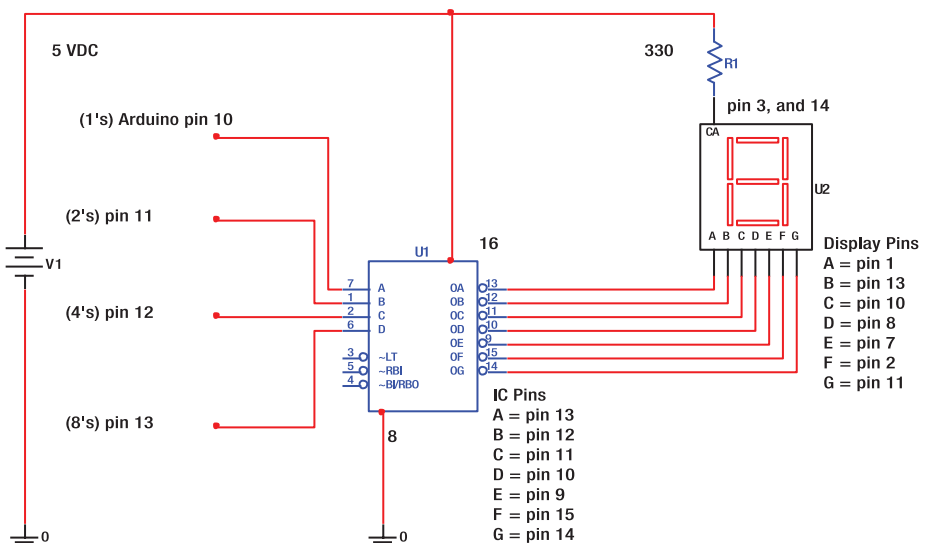 5 VDC
330
R1
(1's) Arduino pin 10
pin 3, and 14
CA
U2
A B C D E F G
(2's) pin 11
Display Pins
A = pin 1
B = pin 13
C = pin 10
D = pin 8
E = pin 7
F = pin 2
G = pin 11
V1
U1
16
(4's) pin 12
7 A OA 13
1 B OB 12
2 C OC 11
6 D OD 10
OE 9
3 ~LT OF 15
5 ~RBI OG 14
4 ~BI/RBO
(8's) pin 13
8
IC Pins
A = pin 13
B = pin 12
C = pin 11
D = pin 10
E = pin 9
F = pin 15
G = pin 14
0
0